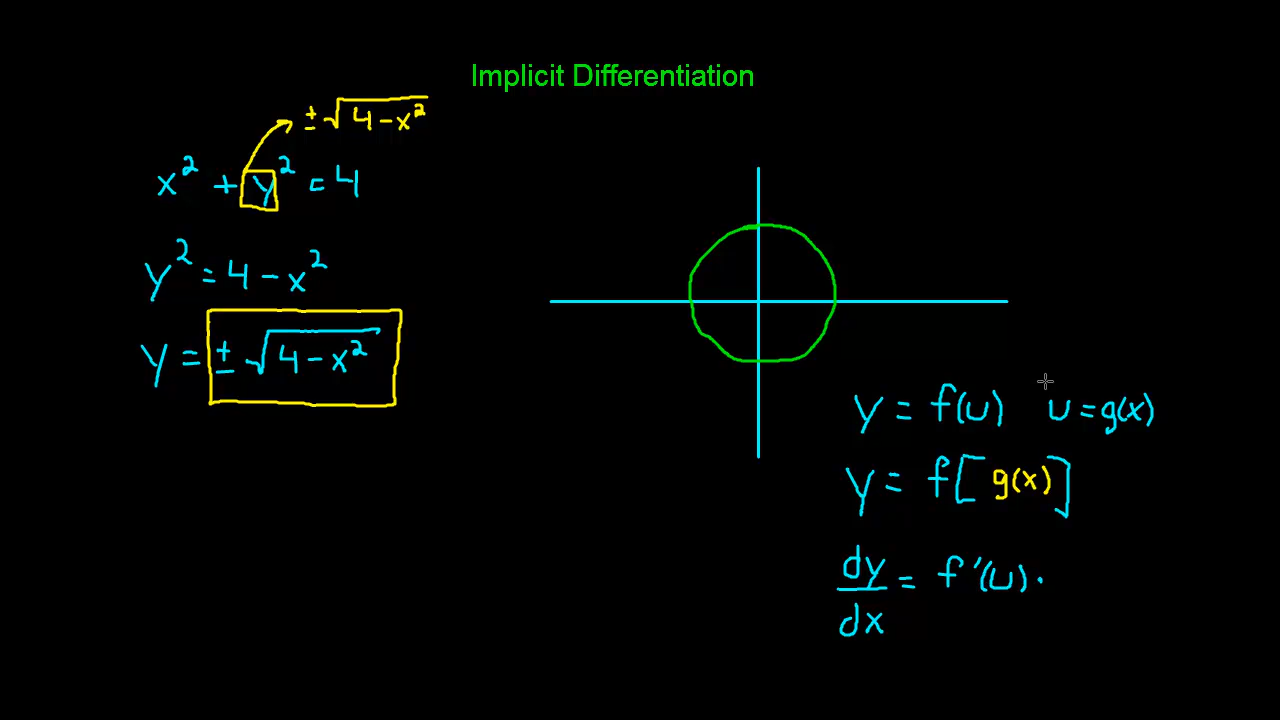 Implicit Differentiation
± √4 - x²
x² + y² = 4
y² = 4 - x²
y = ± √4 - x²
y = f(u) u = g(x)
y = f[g(x)]
dy/dx = f'(u) ·